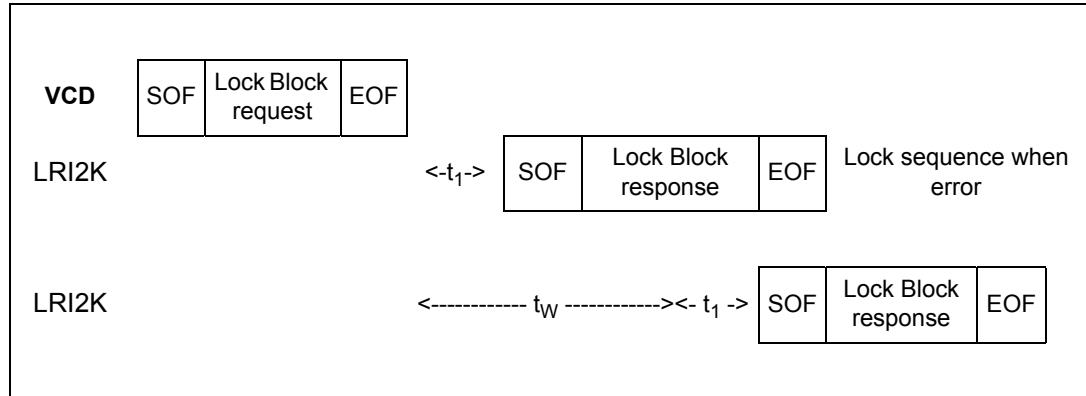 VCD SOF Lock Block request EOF
LRI2K <-t1-> SOF Lock Block response EOF Lock sequence when error
LRI2K <------------ tW ------------><- t1 -> SOF Lock Block response EOF